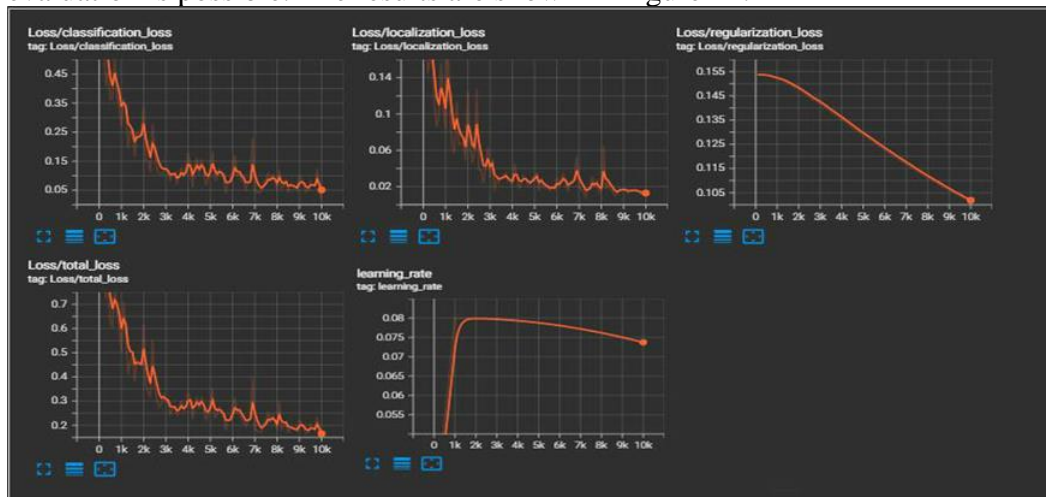 Loss/classification_loss
tag: Loss/classification_loss
0.45
0.35
0.25
0.15
0.05
0 1k 2k 3k 4k 5k 6k 7k 8k 9k 10k
Loss/localization_loss
tag: Loss/localization_loss
0.14
0.1
0.06
0.02
0 1k 2k 3k 4k 5k 6k 7k 8k 9k 10k
Loss/regularization_loss
tag: Loss/regularization_loss
0.155
0.145
0.135
0.125
0.115
0.105
0 1k 2k 3k 4k 5k 6k 7k 8k 9k 10k
Loss/total_loss
tag: Loss/total_loss
0.7
0.6
0.5
0.4
0.3
0.2
0 1k 2k 3k 4k 5k 6k 7k 8k 9k 10k
learning_rate
tag: learning_rate
0.08
0.075
0.07
0.065
0.06
0.055
0 1k 2k 3k 4k 5k 6k 7k 8k 9k 10k